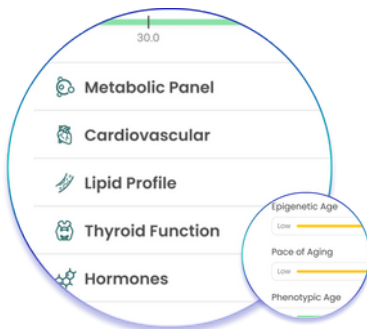 30.0
Metabolic Panel
Cardiovascular
Lipid Profile
Thyroid Function
Hormones
Epigenetic Age
Low
Pace of Aging
Low
Phenotypic Age